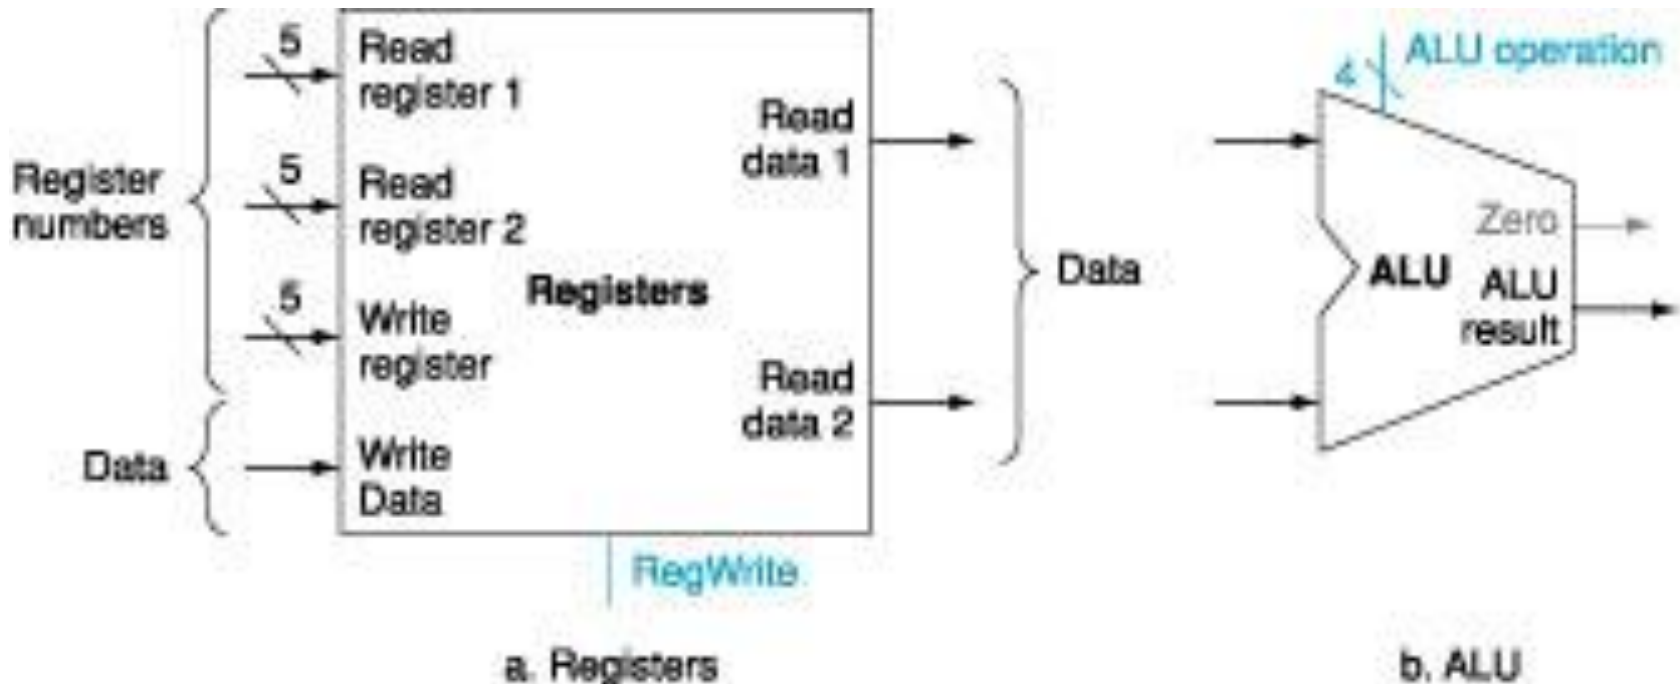 Register
numbers
Data
5
5
5
Read
register 1
Read
register 2
Write
register
Write
Data
Registers
Read
data 1
Read
data 2
Data
RegWrite
a. Registers
4
ALU operation
ALU
Zero
ALU
result
b. ALU